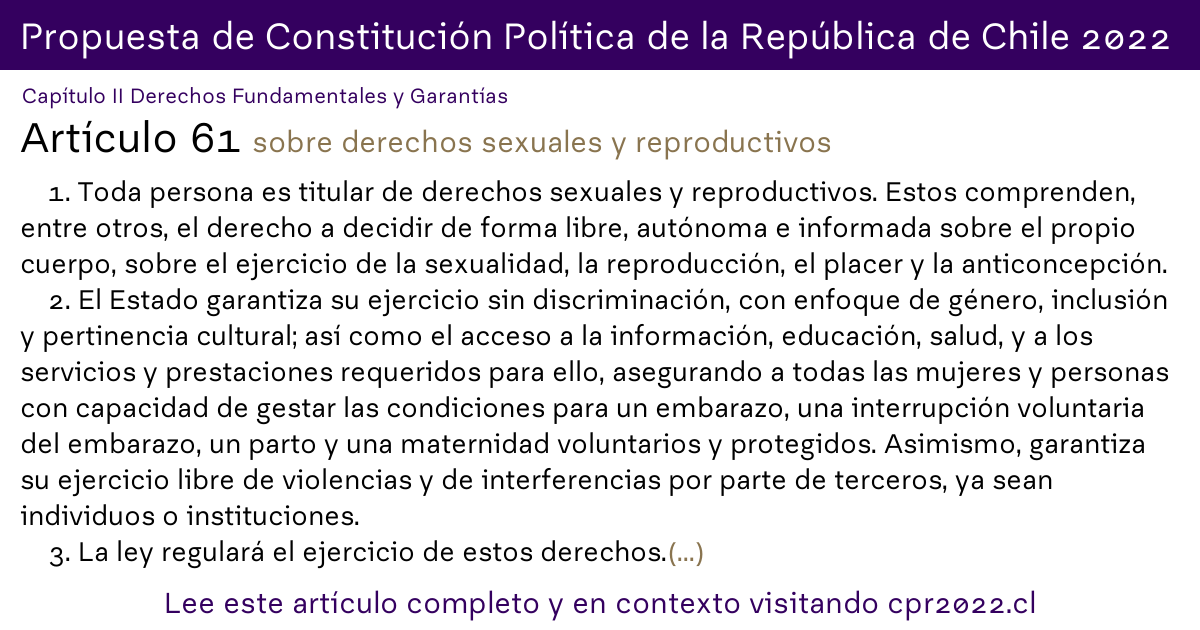 Propuesta de Constitución Política de la República de Chile 2022
Capítulo II Derechos Fundamentales y Garantías
Artículo 61 sobre derechos sexuales y reproductivos
1. Toda persona es titular de derechos sexuales y reproductivos. Estos comprenden,
entre otros, el derecho a decidir de forma libre, autónoma e informada sobre el propio
cuerpo, sobre el ejercicio de la sexualidad, la reproducción, el placer y la anticoncepción.
2. El Estado garantiza su ejercicio sin discriminación, con enfoque de género, inclusión
y pertinencia cultural; así como el acceso a la información, educación, salud, y a los
servicios y prestaciones requeridos para ello, asegurando a todas las mujeres y personas
con capacidad de gestar las condiciones para un embarazo, una interrupción voluntaria
del embarazo, un parto y una maternidad voluntarios y protegidos. Asimismo, garantiza
su ejercicio libre de violencias y de interferencias por parte de terceros, ya sean
individuos o instituciones.
3. La ley regulará el ejercicio de estos derechos.(...)
Lee este artículo completo y en contexto visitando cpr2022.cl